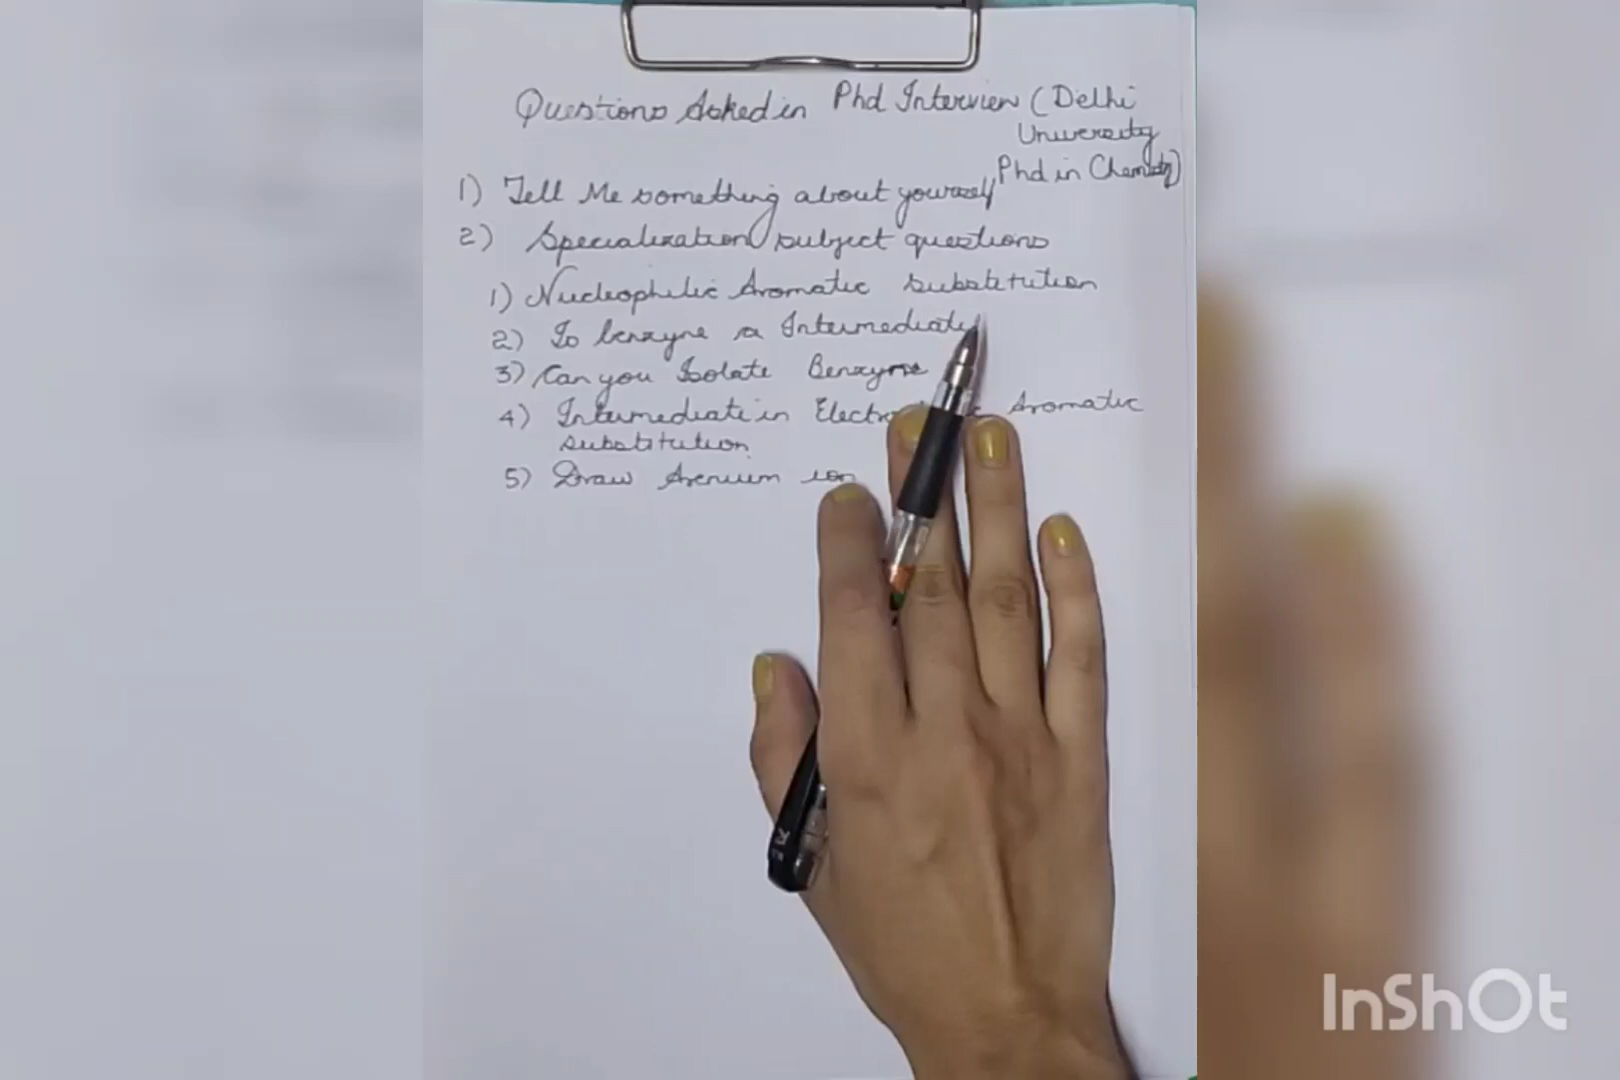 Questions Asked in Phd Interview (Delhi
University
Phd in Chemistry)
1) Tell Me something about yourself
2) Specialization subject questions
1) Nucleophilic Aromatic substitution
2) Is benzyne a Intermediate
3) Can you Isolate Benzyne
4) Intermediate in Aromatic
substitution
5) Draw Arenium ion
InShOt